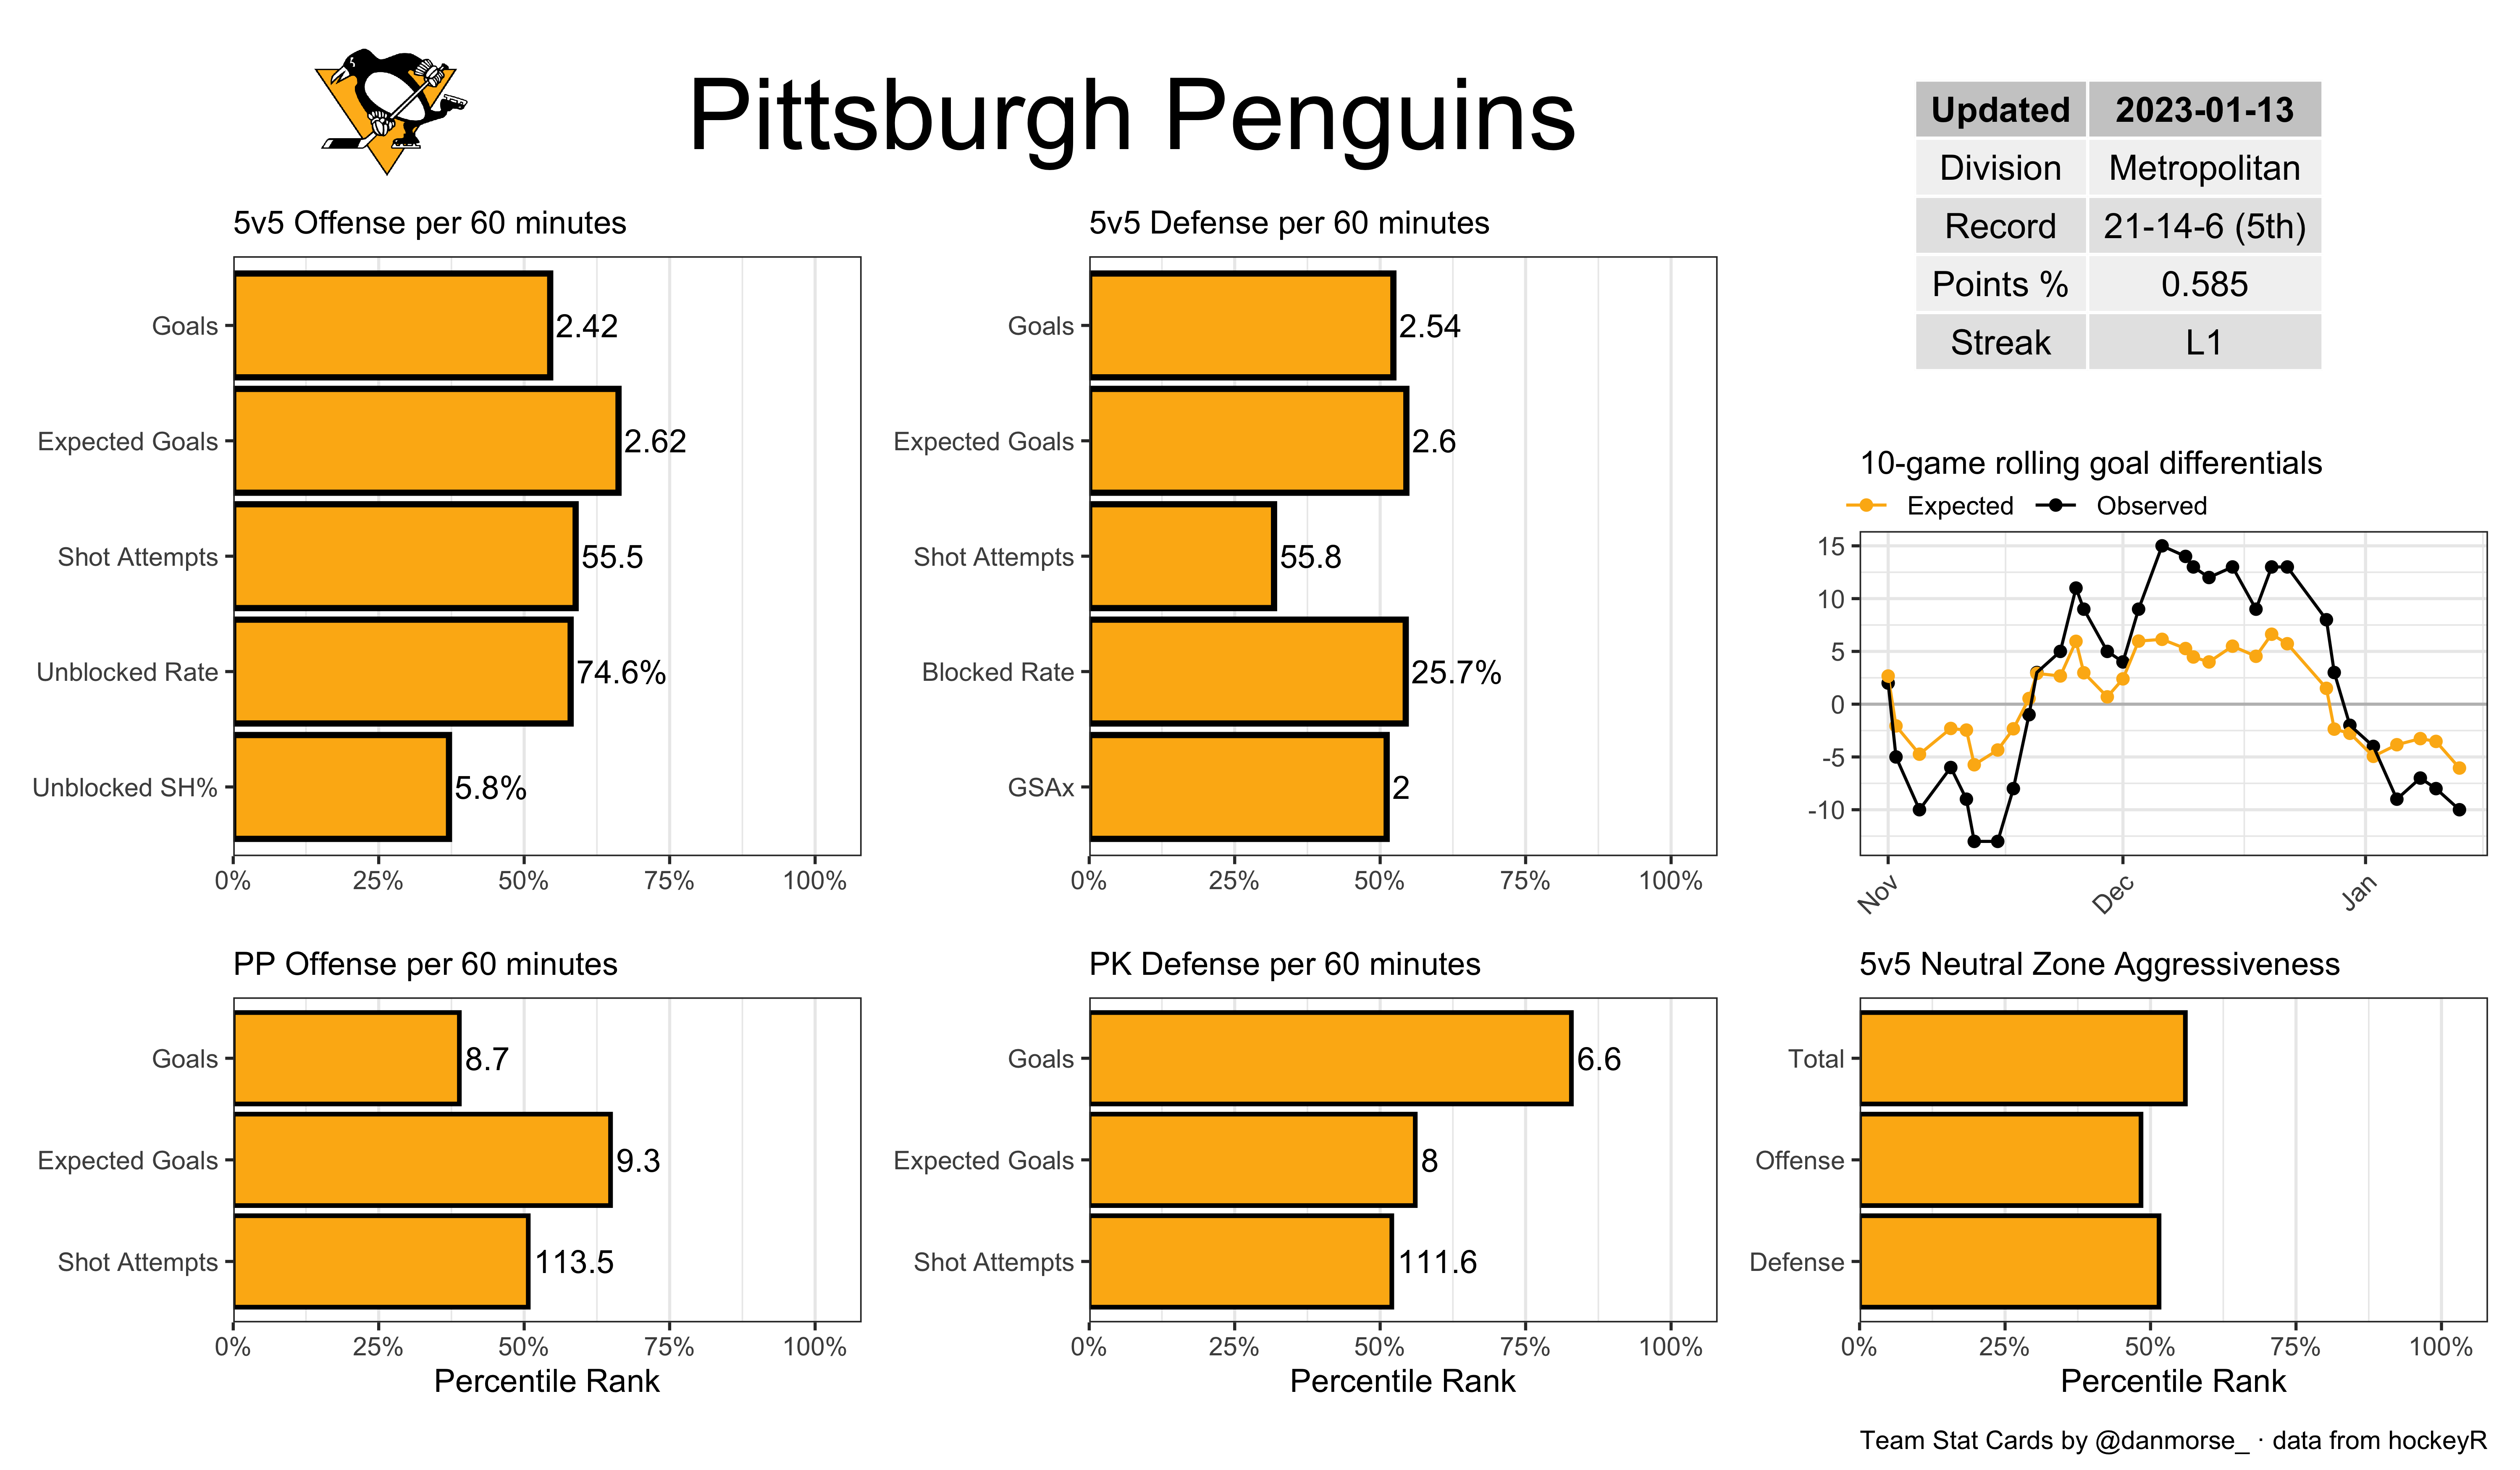 Pittsburgh Penguins
Updated 2023-01-13
Division Metropolitan
Record 21-14-6 (5th)
Points % 0.585
Streak L1
5v5 Offense per 60 minutes
Goals 2.42
Expected Goals 2.62
Shot Attempts 55.5
Unblocked Rate 74.6%
Unblocked SH% 5.8%
0% 25% 50% 75% 100%
5v5 Defense per 60 minutes
Goals 2.54
Expected Goals 2.6
Shot Attempts 55.8
Blocked Rate 25.7%
GSAx 2
0% 25% 50% 75% 100%
10-game rolling goal differentials
Expected Observed
15
10
5
0
-5
-10
Nov Dec Jan
PP Offense per 60 minutes
Goals 8.7
Expected Goals 9.3
Shot Attempts 113.5
0% 25% 50% 75% 100%
Percentile Rank
PK Defense per 60 minutes
Goals 6.6
Expected Goals 8
Shot Attempts 111.6
0% 25% 50% 75% 100%
Percentile Rank
5v5 Neutral Zone Aggressiveness
Total
Offense
Defense
0% 25% 50% 75% 100%
Percentile Rank
Team Stat Cards by @danmorse_ · data from hockeyR